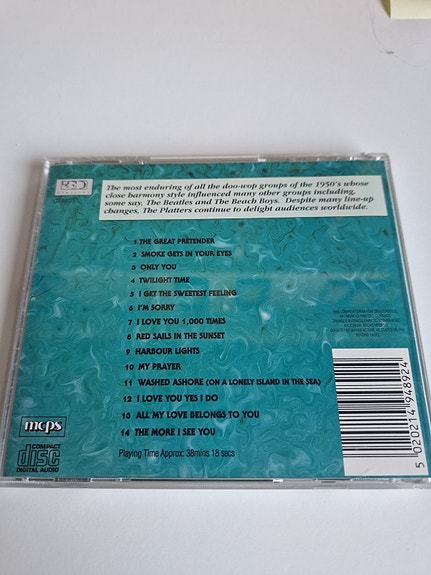 The most enduring of all the doo-wop groups of the 1950's whose
close harmony style influenced many other groups including,
some say, The Beatles and The Beach Boys. Despite many line-up
changes, The Platters continue to delight audiences worldwide.
1 THE GREAT PRETENDER
2 SMOKE GETS IN YOUR EYES
3 ONLY YOU
4 TWILIGHT TIME
5 I GET THE SWEETEST FEELING
6 I'M SORRY
7 I LOVE YOU 1,000 TIMES
8 RED SAILS IN THE SUNSET
9 HARBOUR LIGHTS
10 MY PRAYER
11 WASHED ASHORE (ON A LONELY ISLAND IN THE SEA)
12 I LOVE YOU YES I DO
13 ALL MY LOVE BELONGS TO YOU
14 THE MORE I SEE YOU
Playing Time Approx: 38mins 18 secs
mcps
COMPACT
disc
DIGITAL AUDIO
5 020214 948924